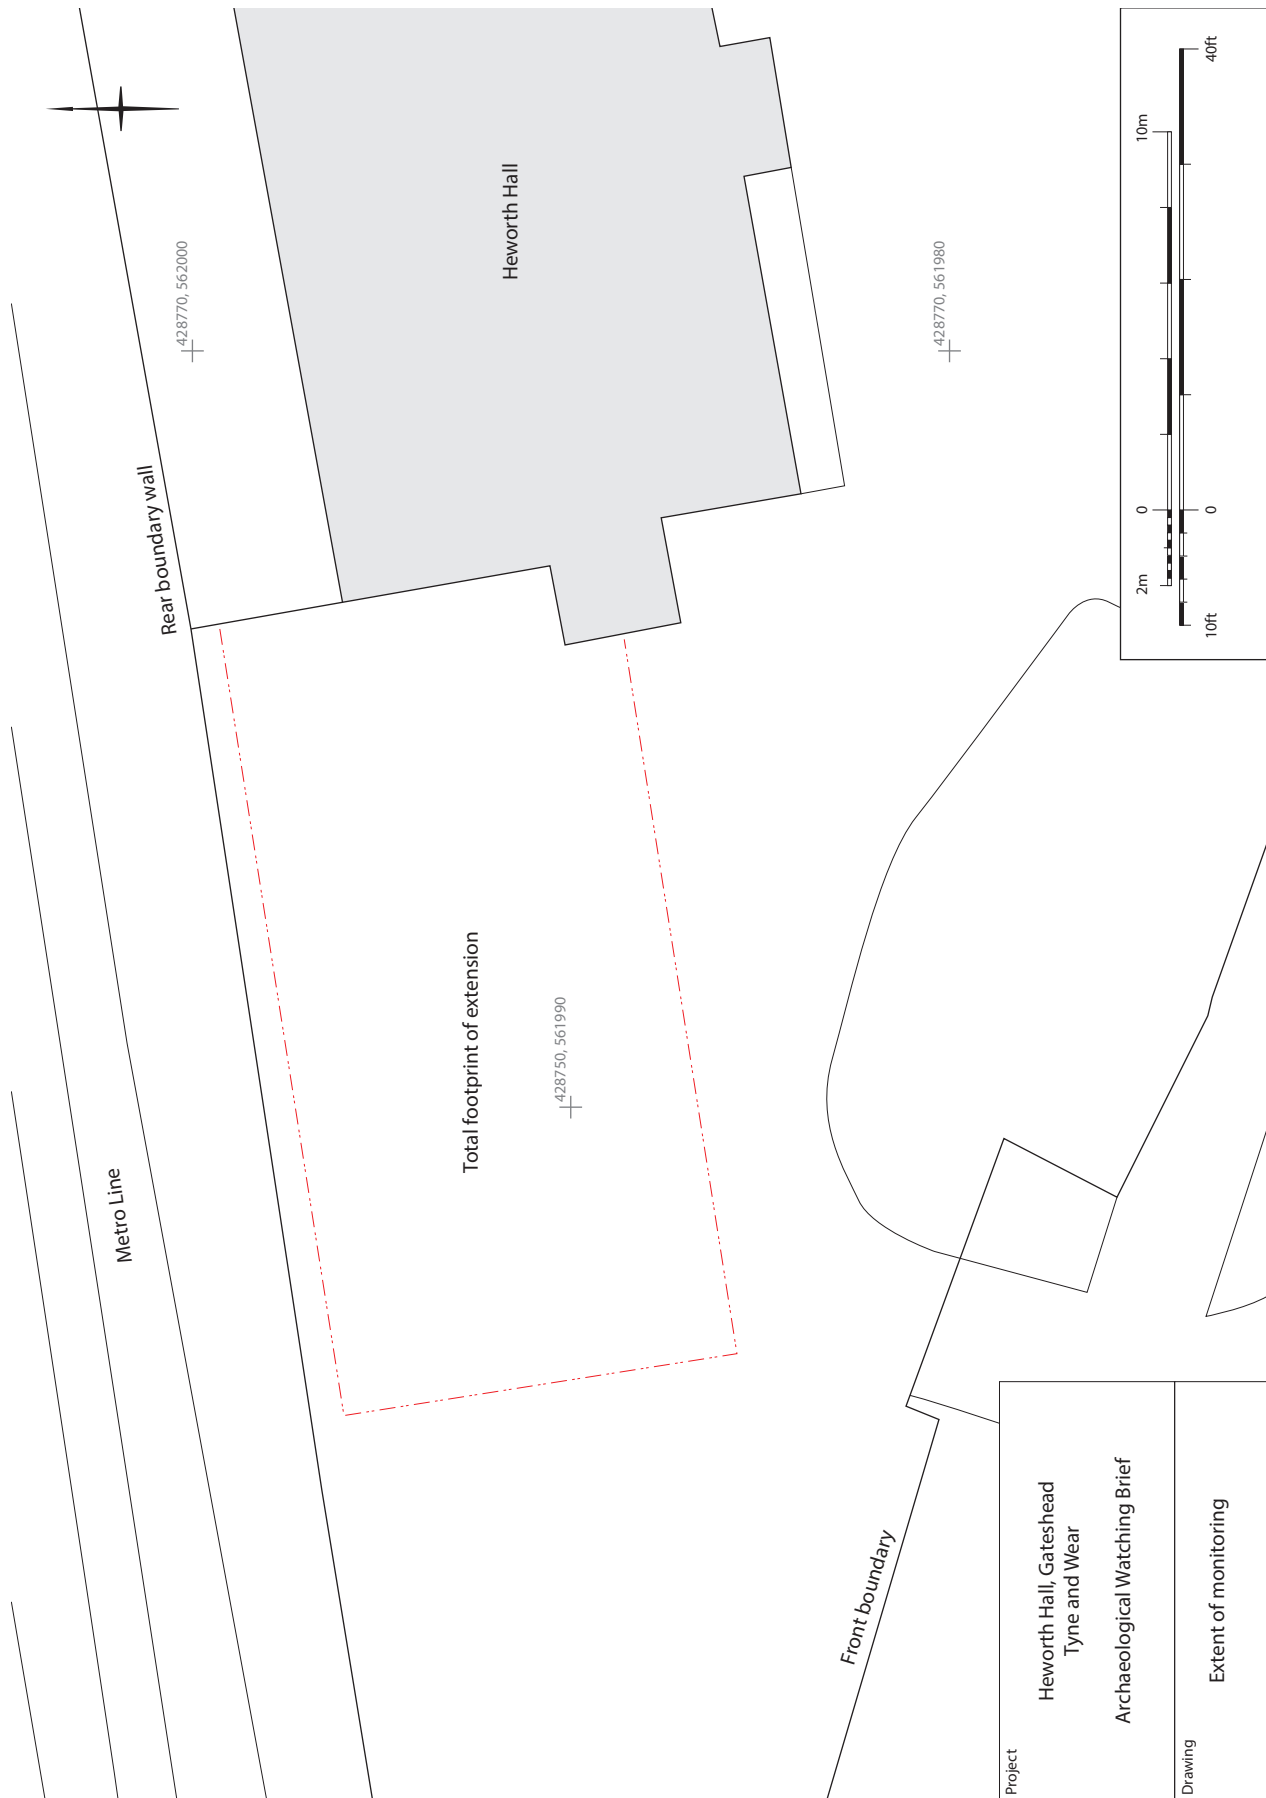 Metro Line
Rear boundary wall
428770, 562000
Heworth Hall
Total footprint of extension
428750, 561990
428770, 561980
Front boundary
Project
Heworth Hall, Gateshead
Tyne and Wear
Archaeological Watching Brief
Drawing
Extent of monitoring
2m
0
10m
10ft
0
40ft